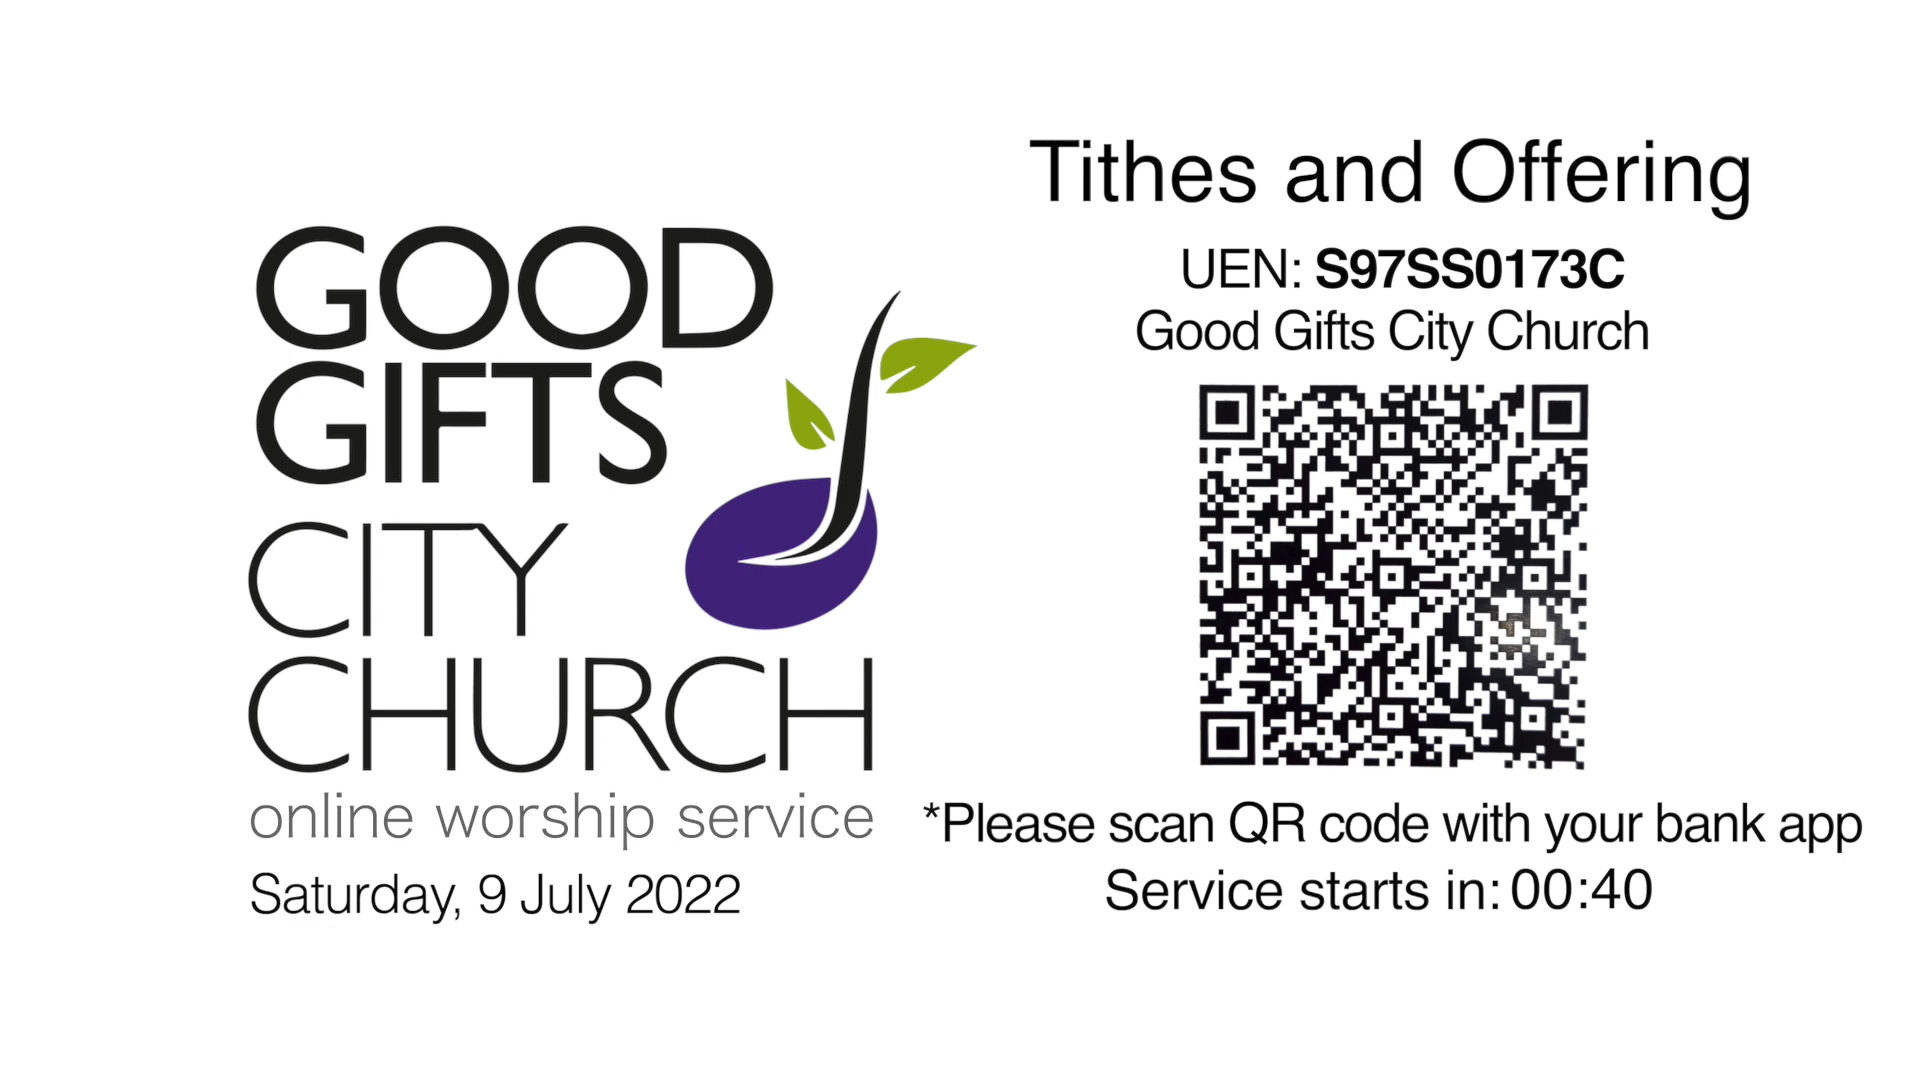 GOOD
GIFTS
CITY
CHURCH
online worship service
Saturday, 9 July 2022
Tithes and Offering
UEN: S97SS0173C
Good Gifts City Church
*Please scan QR code with your bank app
Service starts in: 00:40